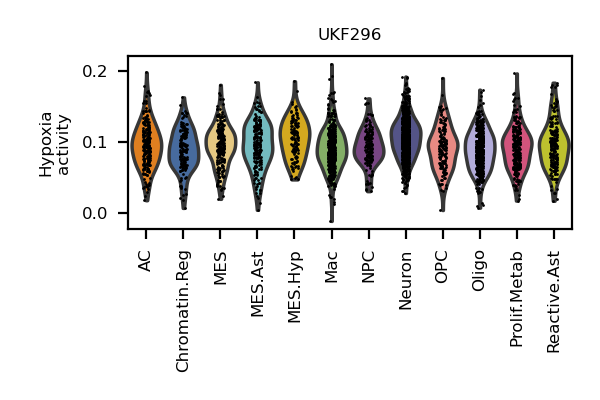 UKF296
Hypoxia
activity
0.2
0.1
0.0
AC
Chromatin.Reg
MES
MES.Ast
MES.Hyp
Mac
NPC
Neuron
OPC
Oligo
Prolif.Metab
Reactive.Ast